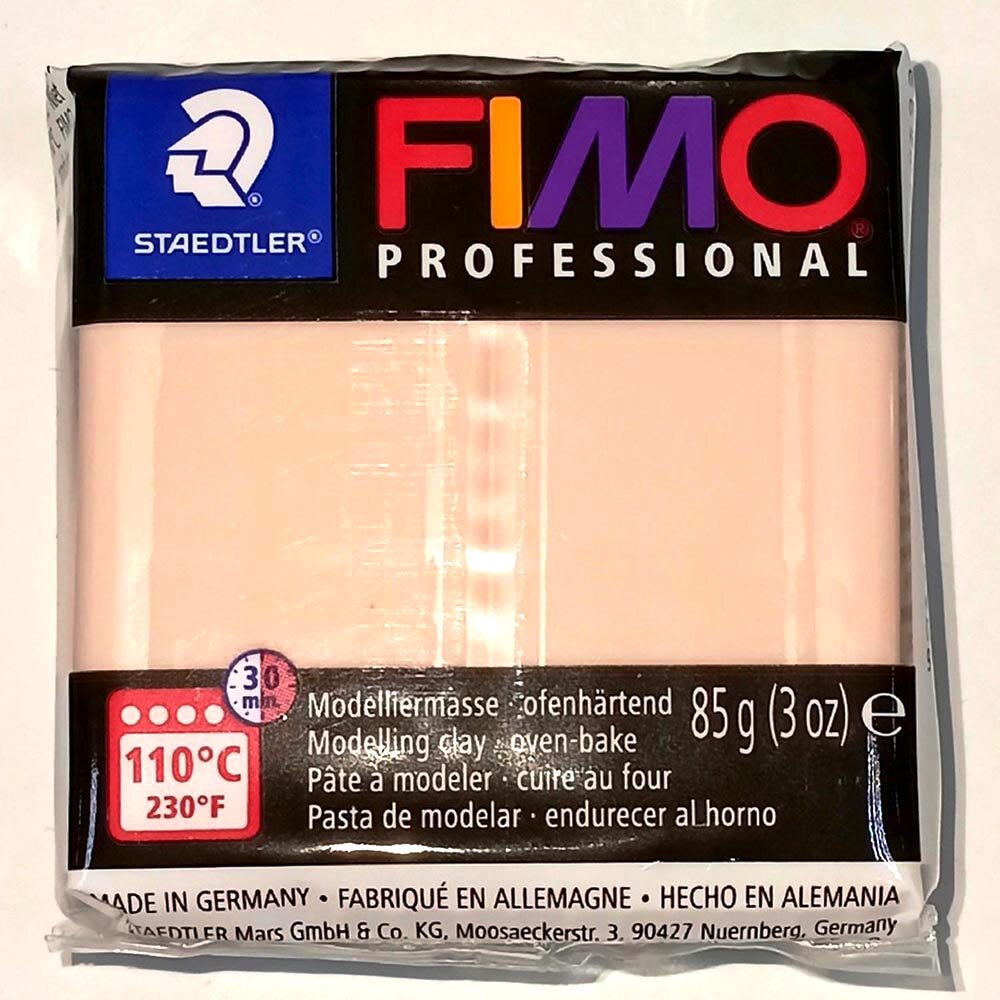 STAEDTLER®
FIMO®
PROFESSIONAL
30
min.
110°C
230°F
Modelliermasse · ofenhärtend
Modelling clay · oven-bake
Pâte à modeler · cuire au four
Pasta de modelar · endurecer al horno
85 g (3 oz) ℮
MADE IN GERMANY • FABRIQUÉ EN ALLEMAGNE • HECHO EN ALEMANIA
STAEDTLER Mars GmbH & Co. KG, Moosaeckerstr. 3, 90427 Nuernberg, Germany